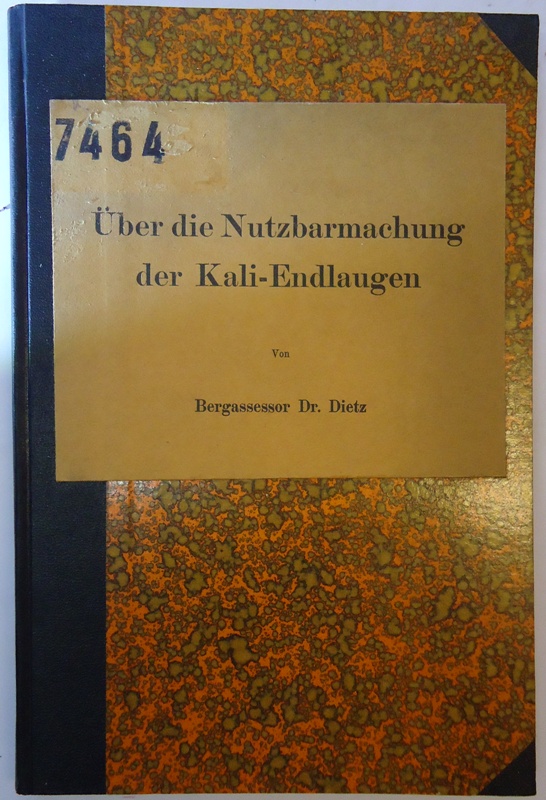 7464
Über die Nutzbarmachung
der Kali-Endlaugen
Von
Bergassessor Dr. Dietz